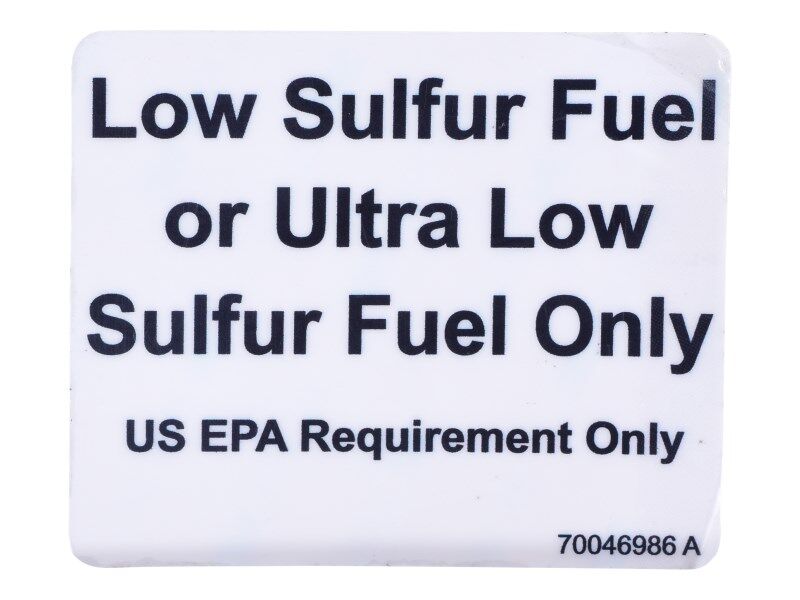 Low Sulfur Fuel
or Ultra Low
Sulfur Fuel Only
US EPA Requirement Only
70046986 A